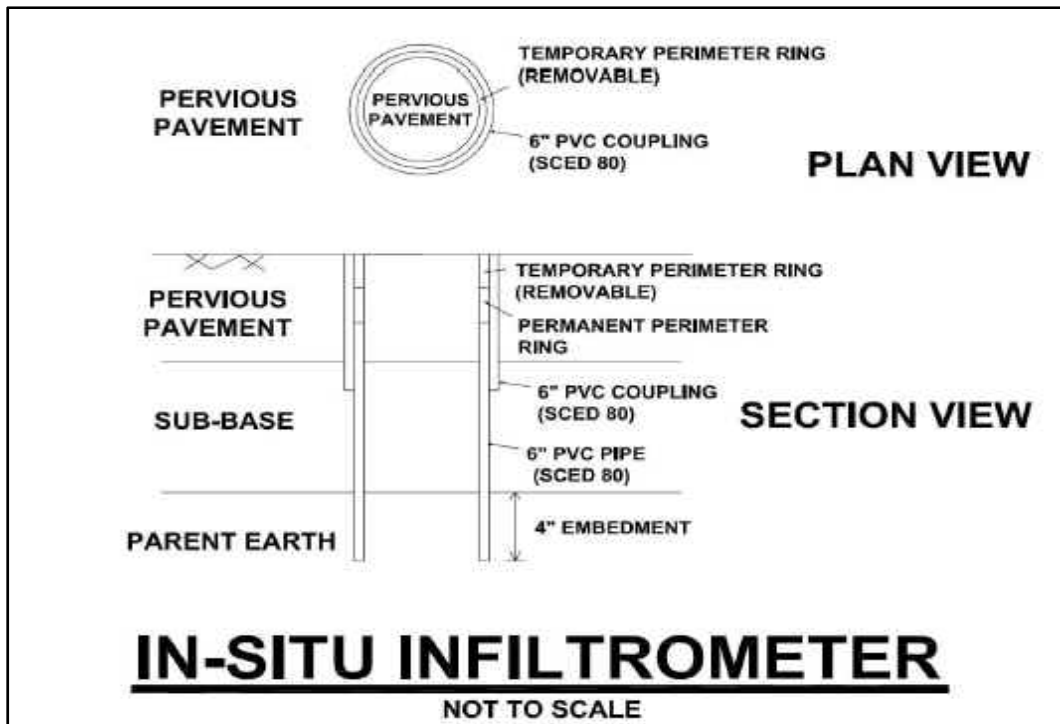 TEMPORARY PERIMETER RING
(REMOVABLE)
PERVIOUS
PAVEMENT
PERVIOUS
PAVEMENT
6" PVC COUPLING
(SCED 80)
PLAN VIEW
TEMPORARY PERIMETER RING
(REMOVABLE)
PERVIOUS
PAVEMENT
PERMANENT PERIMETER
RING
6" PVC COUPLING
(SCED 80)
SUB-BASE
SECTION VIEW
6" PVC PIPE
(SCED 80)
4" EMBEDMENT
PARENT EARTH
IN-SITU INFILTROMETER
NOT TO SCALE